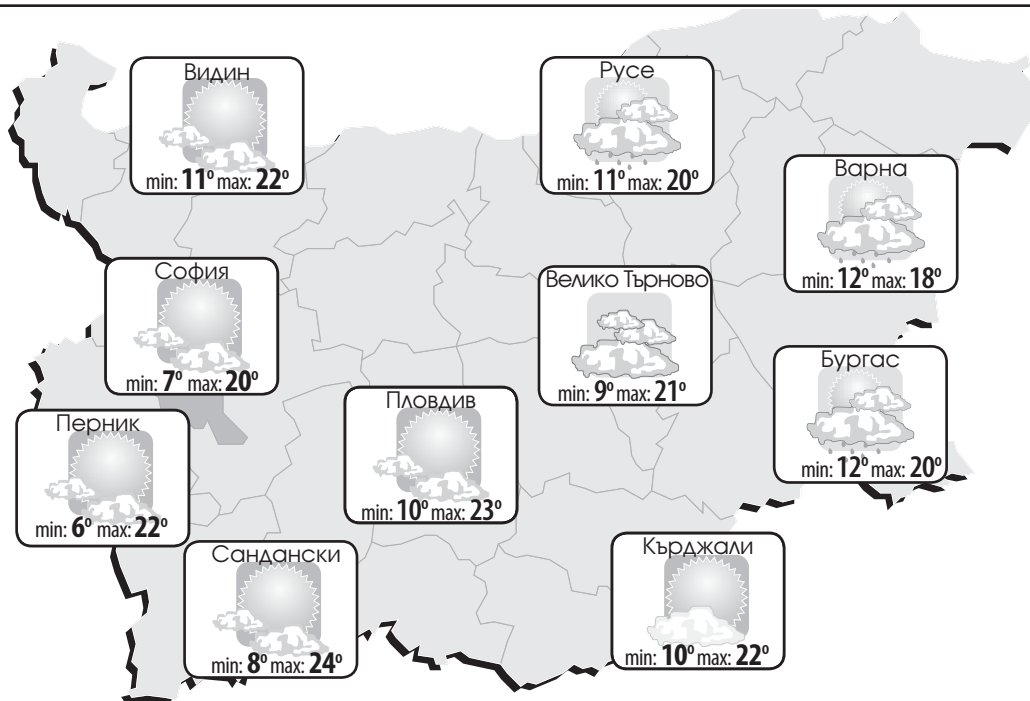 Видин
min: 11° max: 22°
Русе
min: 11° max: 20°
Варна
min: 12° max: 18°
София
min: 7° max: 20°
Велико Търново
min: 9° max: 21°
Бургас
min: 12° max: 20°
Пловдив
min: 10° max: 23°
Перник
min: 6° max: 22°
Сандански
min: 8° max: 24°
Кърджали
min: 10° max: 22°